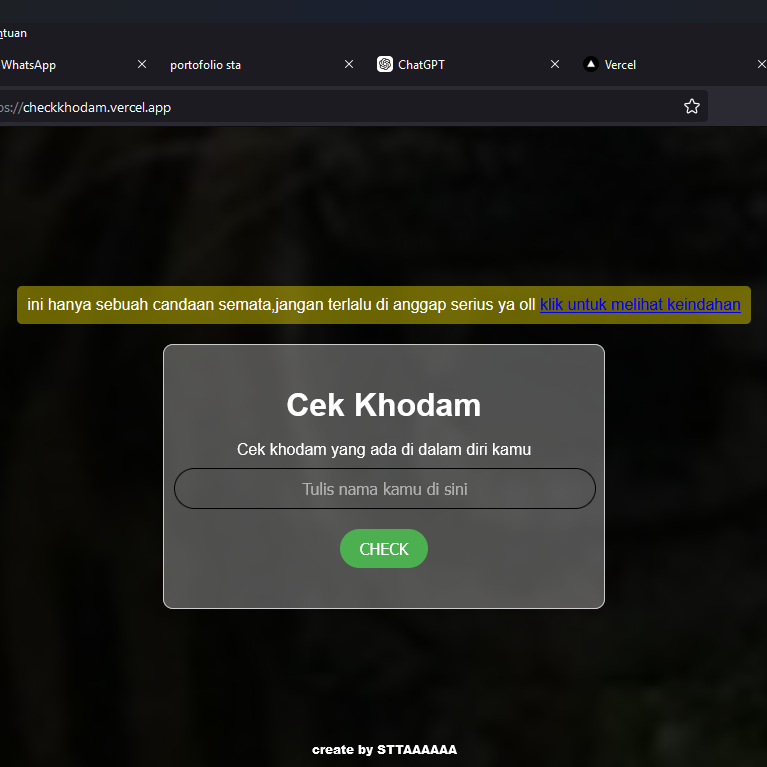 ntuan
WhatsApp
portofolio sta
ChatGPT
Vercel
ps://checkkhodam.vercel.app
ini hanya sebuah candaan semata,jangan terlalu di anggap serius ya oll klik untuk melihat keindahan
Cek Khodam
Cek khodam yang ada di dalam diri kamu
Tulis nama kamu di sini
CHECK
create by STTAAAAAA